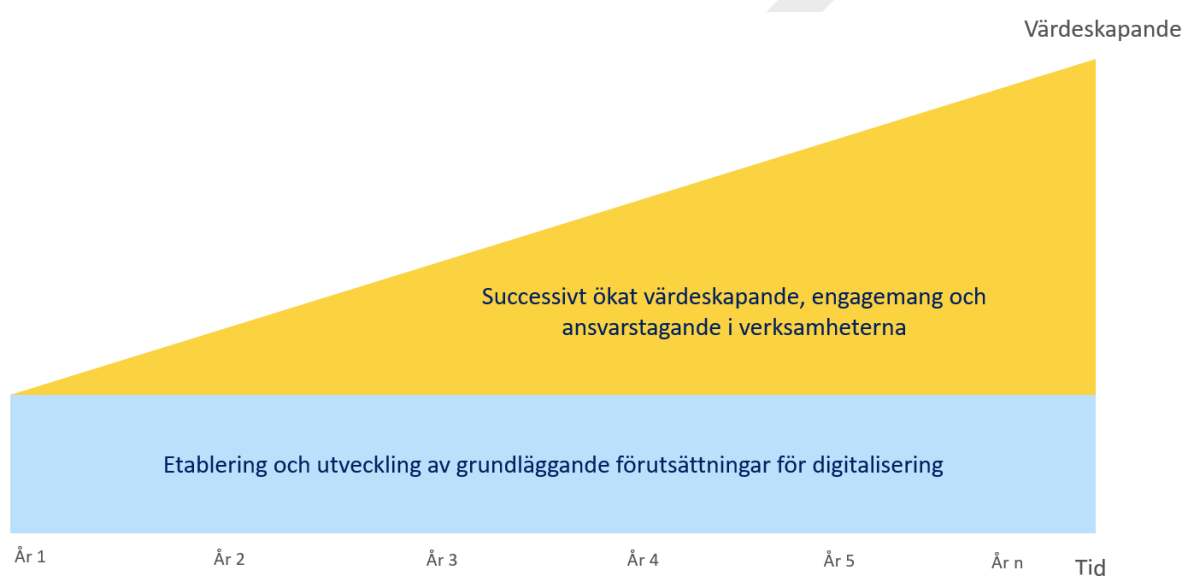 Värdeskapande
Successivt ökat värdeskapande, engagemang och
ansvarstagande i verksamheterna
Etablering och utveckling av grundläggande förutsättningar för digitalisering
År 1
År 2
År 3
År 4
År 5
År n
Tid